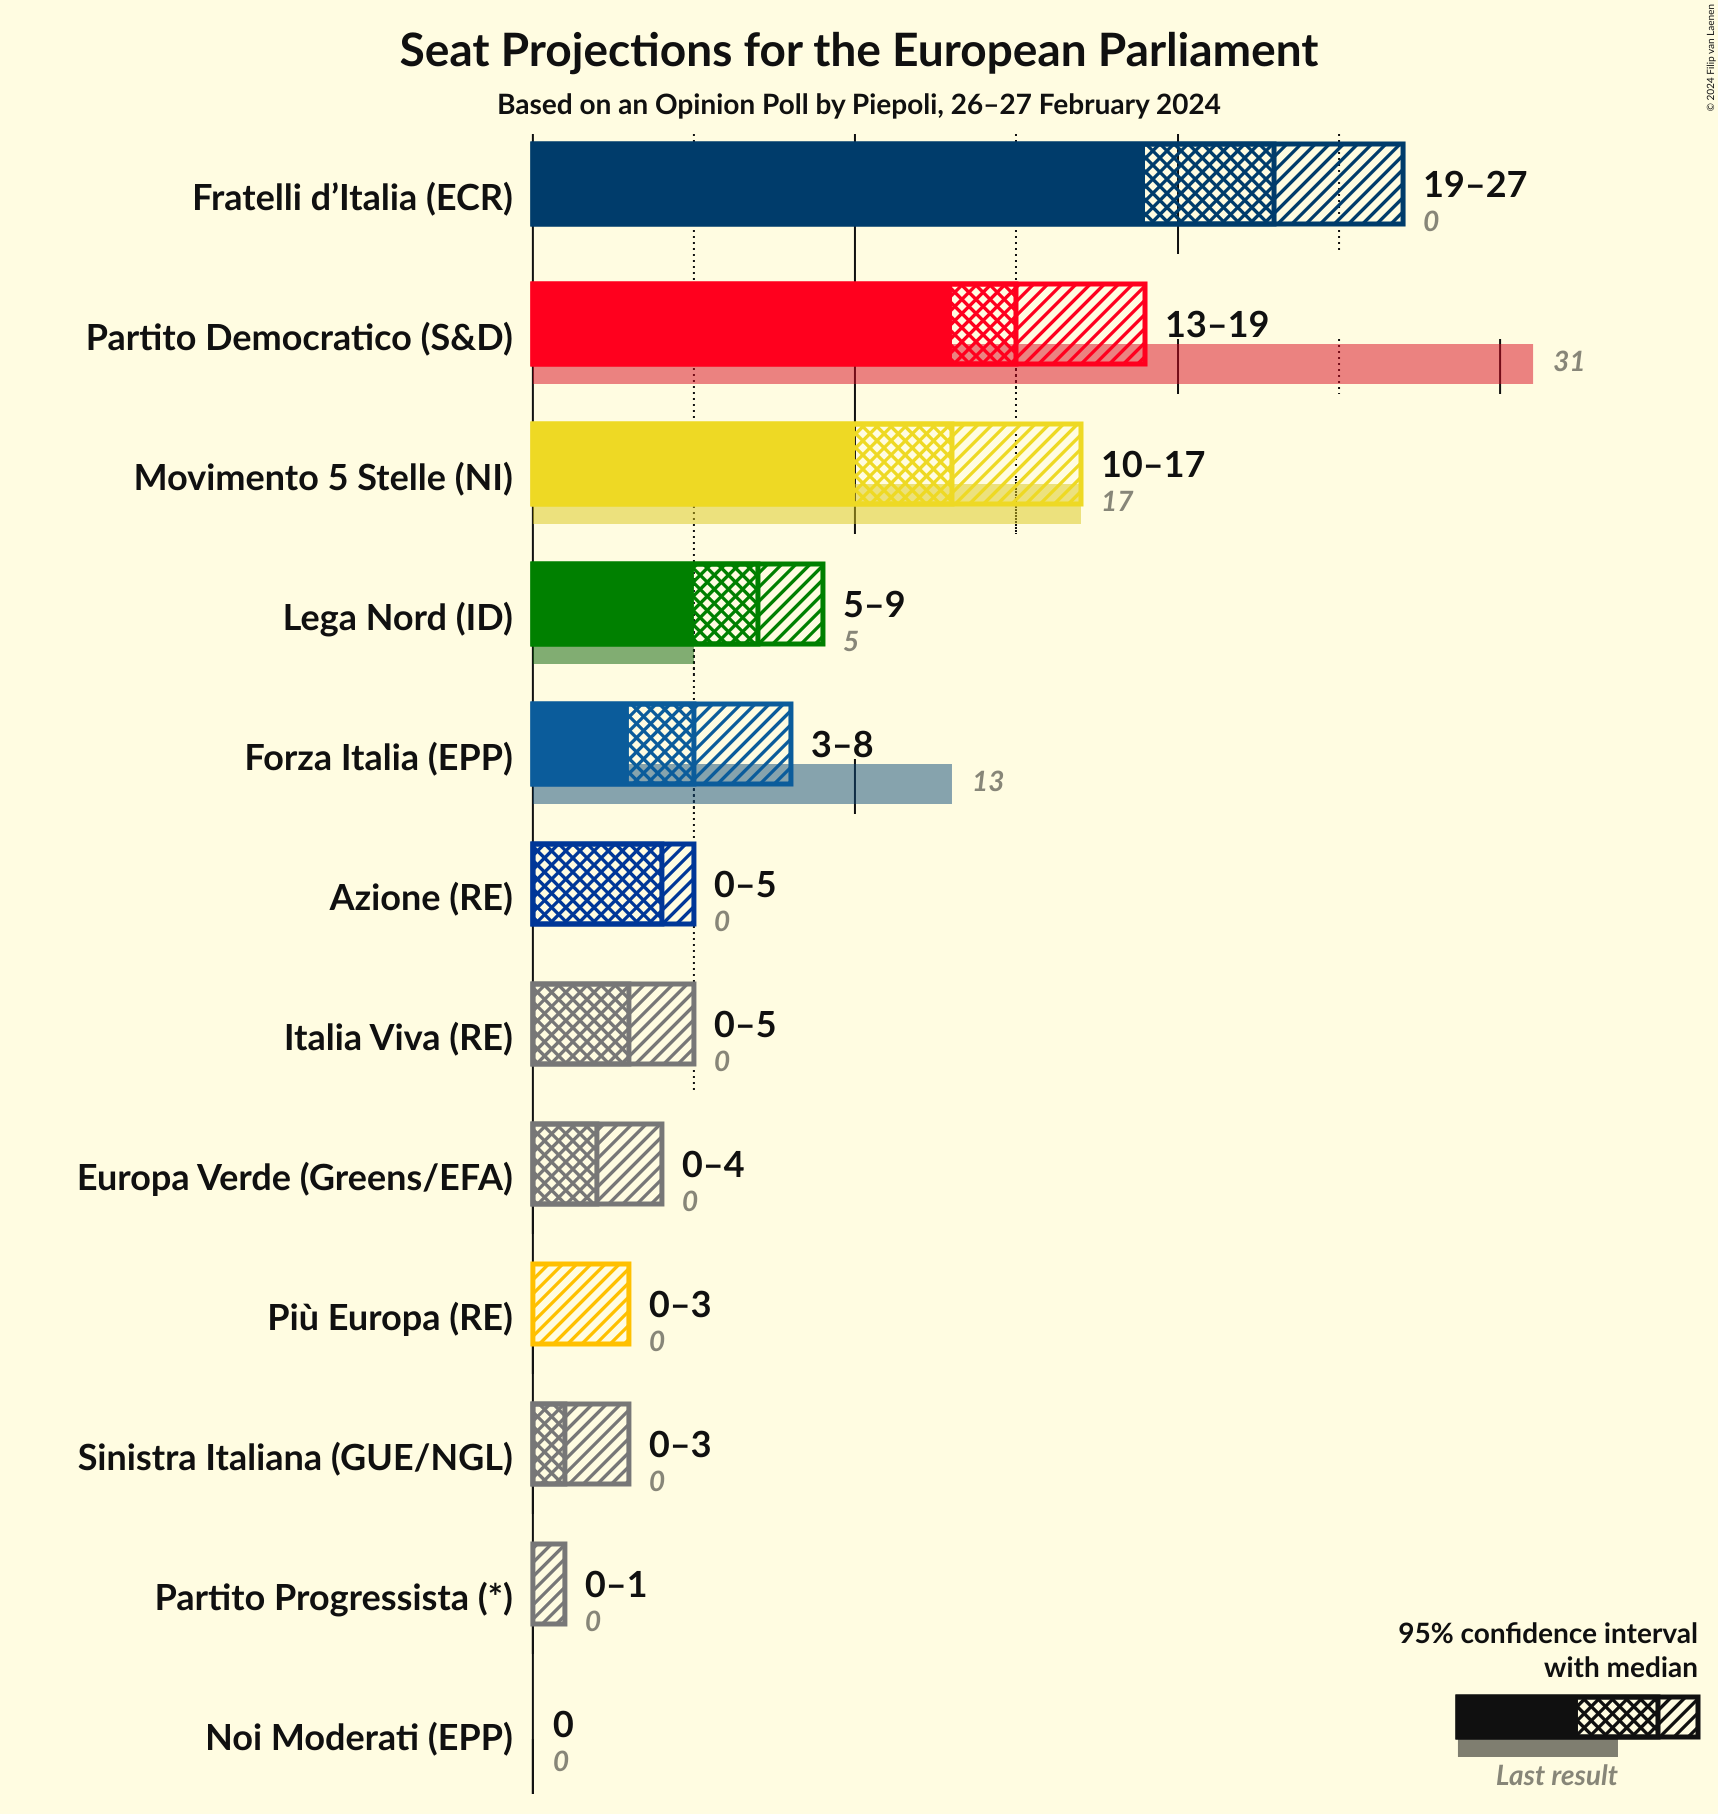 Seat Projections for the European Parliament
Based on an Opinion Poll by Piepoli, 26–27 February 2024
© 2024 Filip van Laenen
Fratelli d’Italia (ECR)
19–27
0
Partito Democratico (S&D)
13–19
31
Movimento 5 Stelle (NI)
10–17
17
Lega Nord (ID)
5–9
5
Forza Italia (EPP)
3–8
13
Azione (RE)
0–5
0
Italia Viva (RE)
0–5
0
Europa Verde (Greens/EFA)
0–4
0
Più Europa (RE)
0–3
0
Sinistra Italiana (GUE/NGL)
0–3
0
Partito Progressista (*)
0–1
0
Noi Moderati (EPP)
0
0
95% confidence interval
with median
Last result